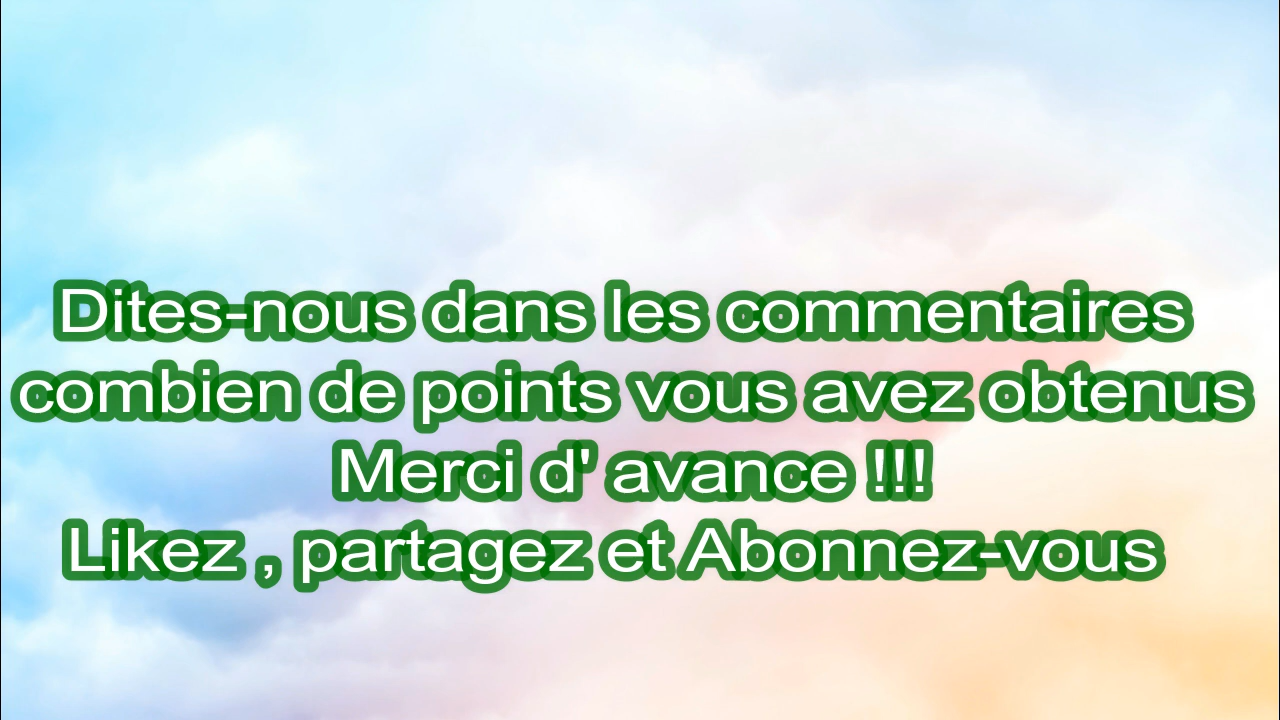 Dites-nous dans les commentaires
combien de points vous avez obtenus
Merci d' avance !!!
Likez , partagez et Abonnez-vous